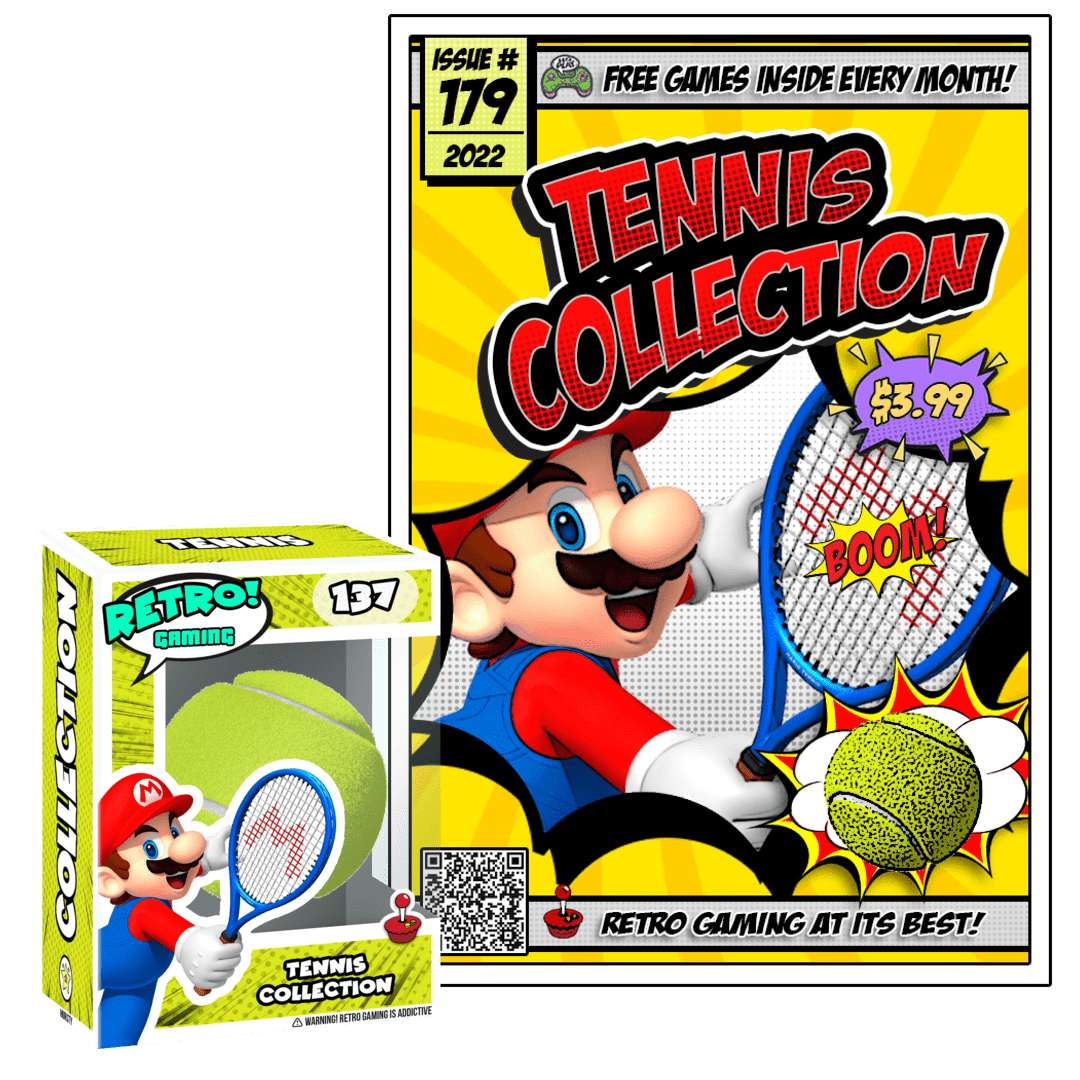 ISSUE #
179
2022
FREE GAMES INSIDE EVERY MONTH!
TENNIS
COLLECTION
$3.99
BOOM!
RETRO GAMING AT ITS BEST!
TENNIS
RETRO!
GAMING
137
COLLECTION
M
TENNIS
COLLECTION
WARNING! RETRO GAMING IS ADDICTIVE